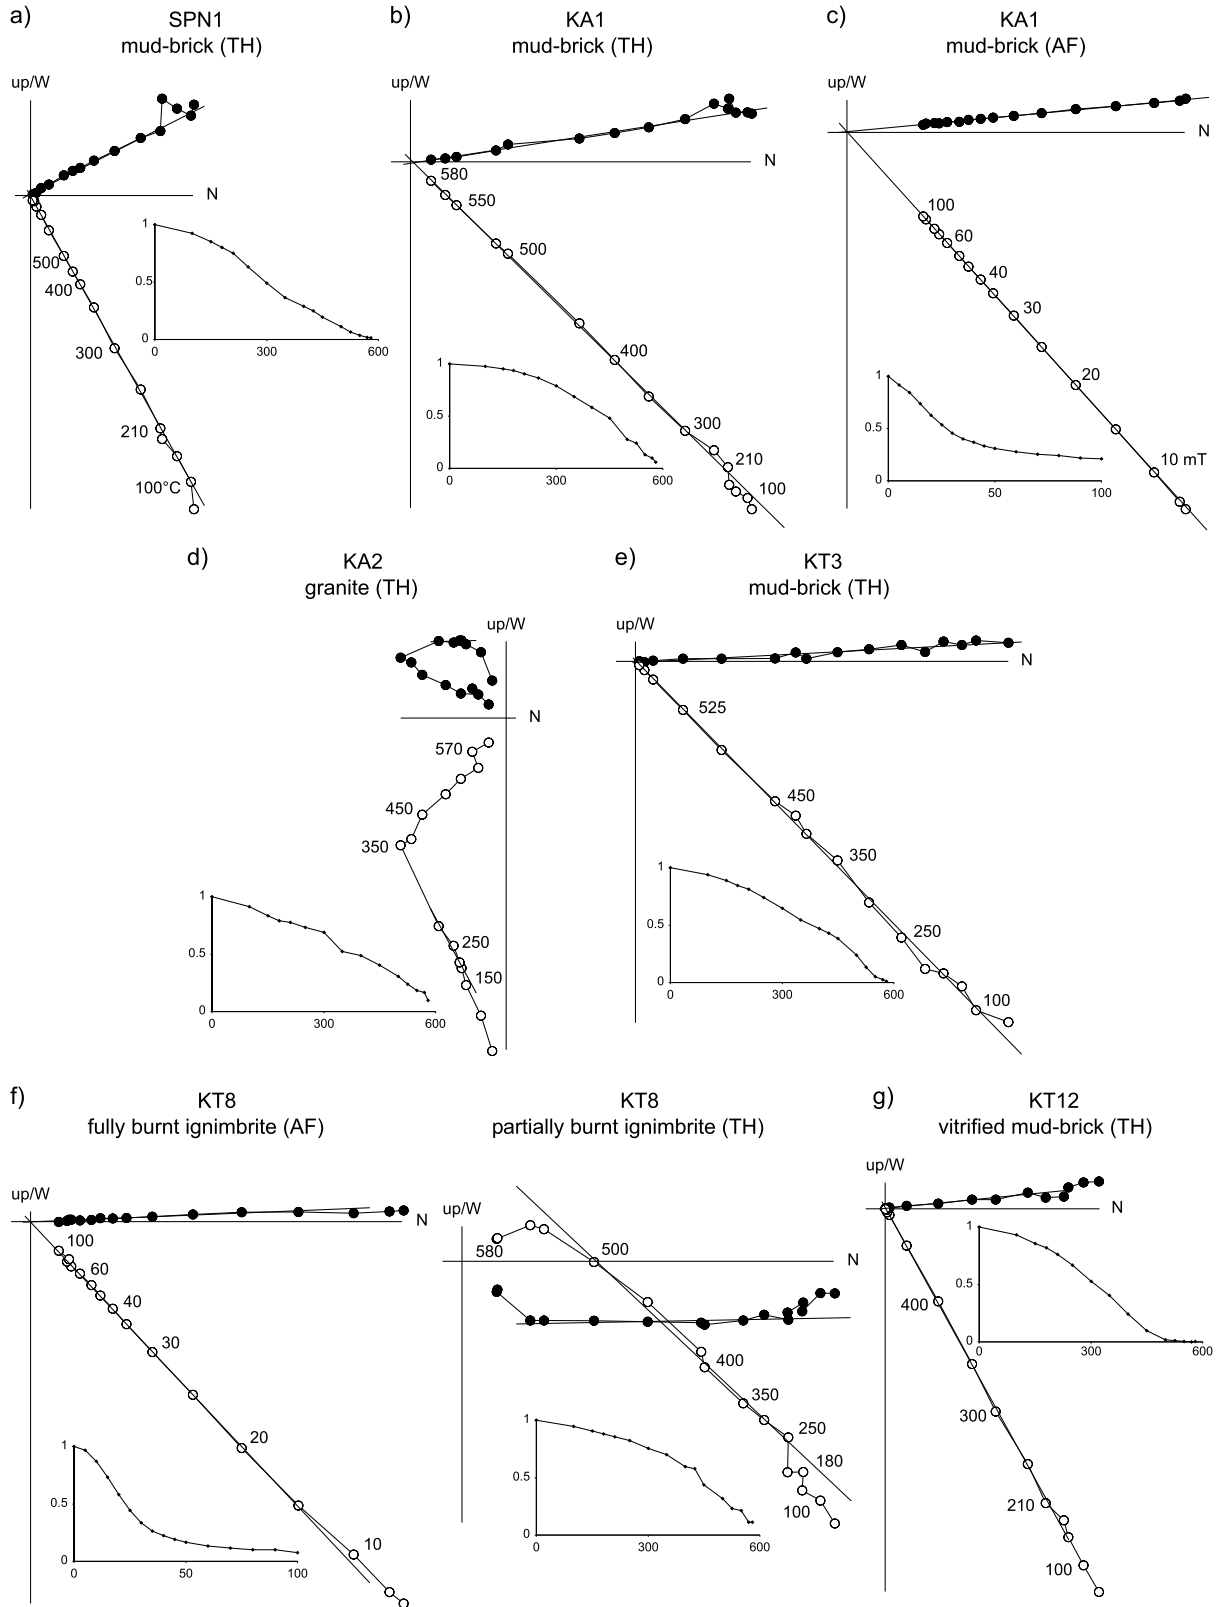 a)
SPN1
mud-brick (TH)
up/W
N
500
400
300
210
100°C
1
0.5
0
0
300
600
b)
KA1
mud-brick (TH)
up/W
N
580
550
500
400
300
210
100
1
0.5
0
0
300
600
c)
KA1
mud-brick (AF)
up/W
N
100
60
40
30
20
10 mT
1
0.5
0
0
50
100
d)
KA2
granite (TH)
up/W
N
570
450
350
250
150
1
0.5
0
0
300
600
e)
KT3
mud-brick (TH)
up/W
N
525
450
350
250
100
1
0.5
0
0
300
600
f)
KT8
fully burnt ignimbrite (AF)
up/W
N
100
60
40
30
20
10
1
0.5
0
0
50
100
KT8
partially burnt ignimbrite (TH)
up/W
N
580
500
400
350
250
180
100
1
0.5
0
0
300
600
g)
KT12
vitrified mud-brick (TH)
up/W
N
400
300
210
100
1
0.5
0
0
300
600